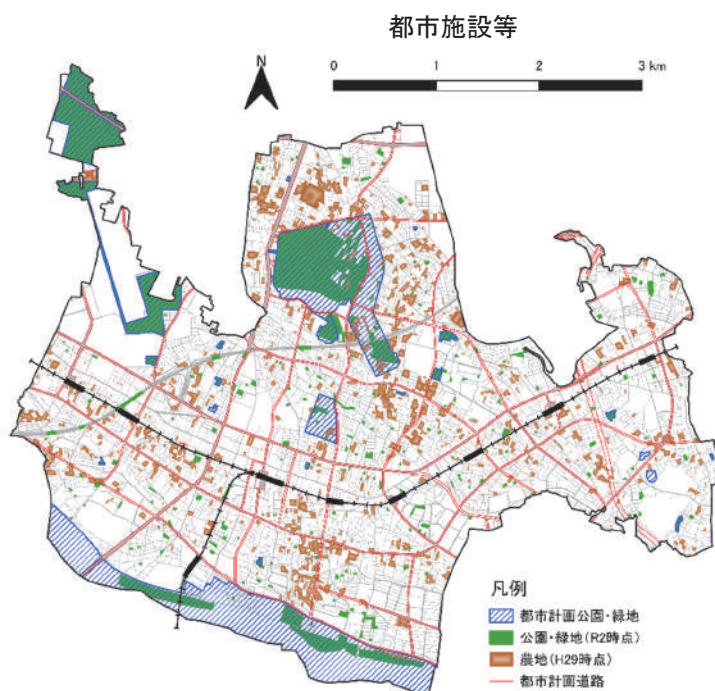 都市施設等
0 1 2 3 km
凡例
都市計画公園・緑地
公園・緑地(R2時点)
農地(H29時点)
都市計画道路